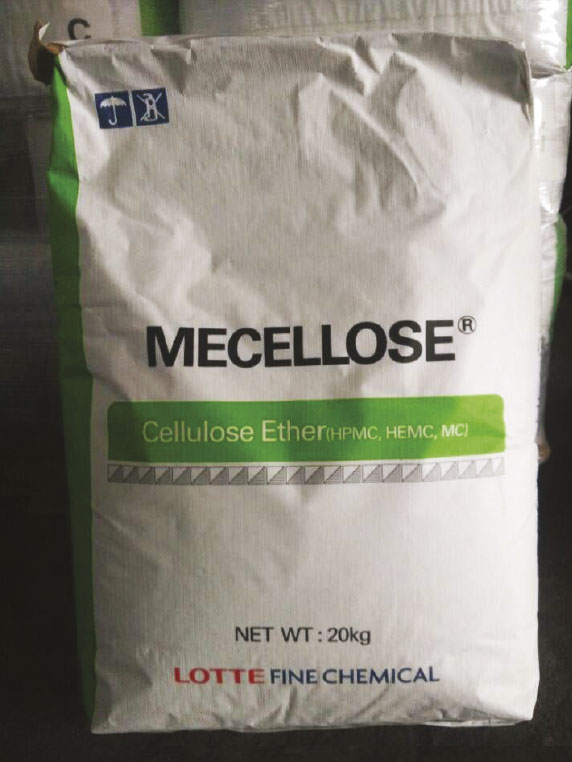 C
MECELLOSE®
Cellulose Ether(HPMC, HEMC, MC)
NET WT : 20kg
LOTTE FINE CHEMICAL